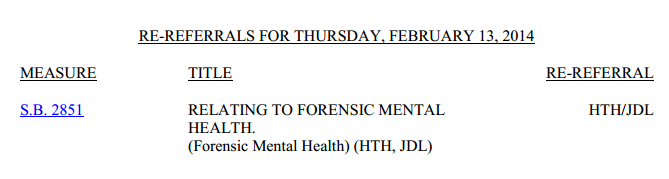 RE-REFERRALS FOR THURSDAY, FEBRUARY 13, 2014
MEASURE TITLE RE-REFERRAL
S.B. 2851 RELATING TO FORENSIC MENTAL HTH/JDL
HEALTH.
(Forensic Mental Health) (HTH, JDL)